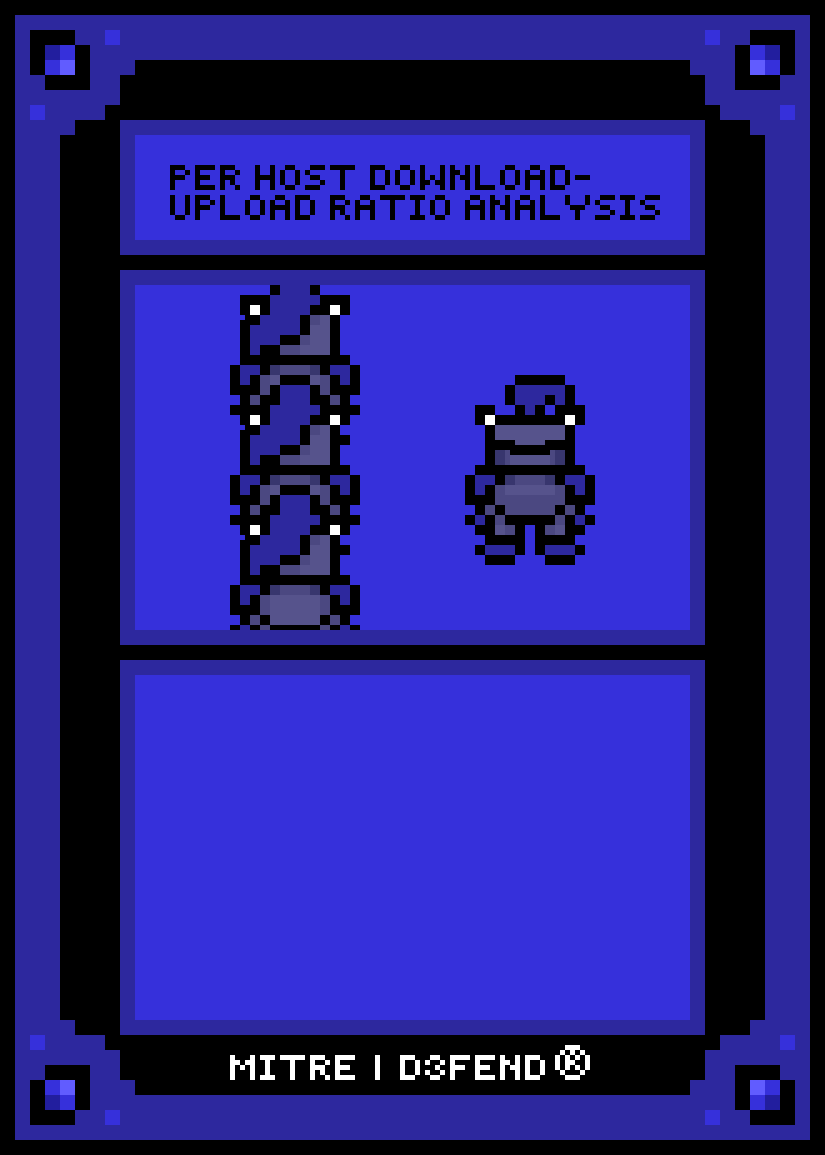 PER HOST DOWNLOAD-
UPLOAD RATIO ANALYSIS
MITRE | D3FEND®